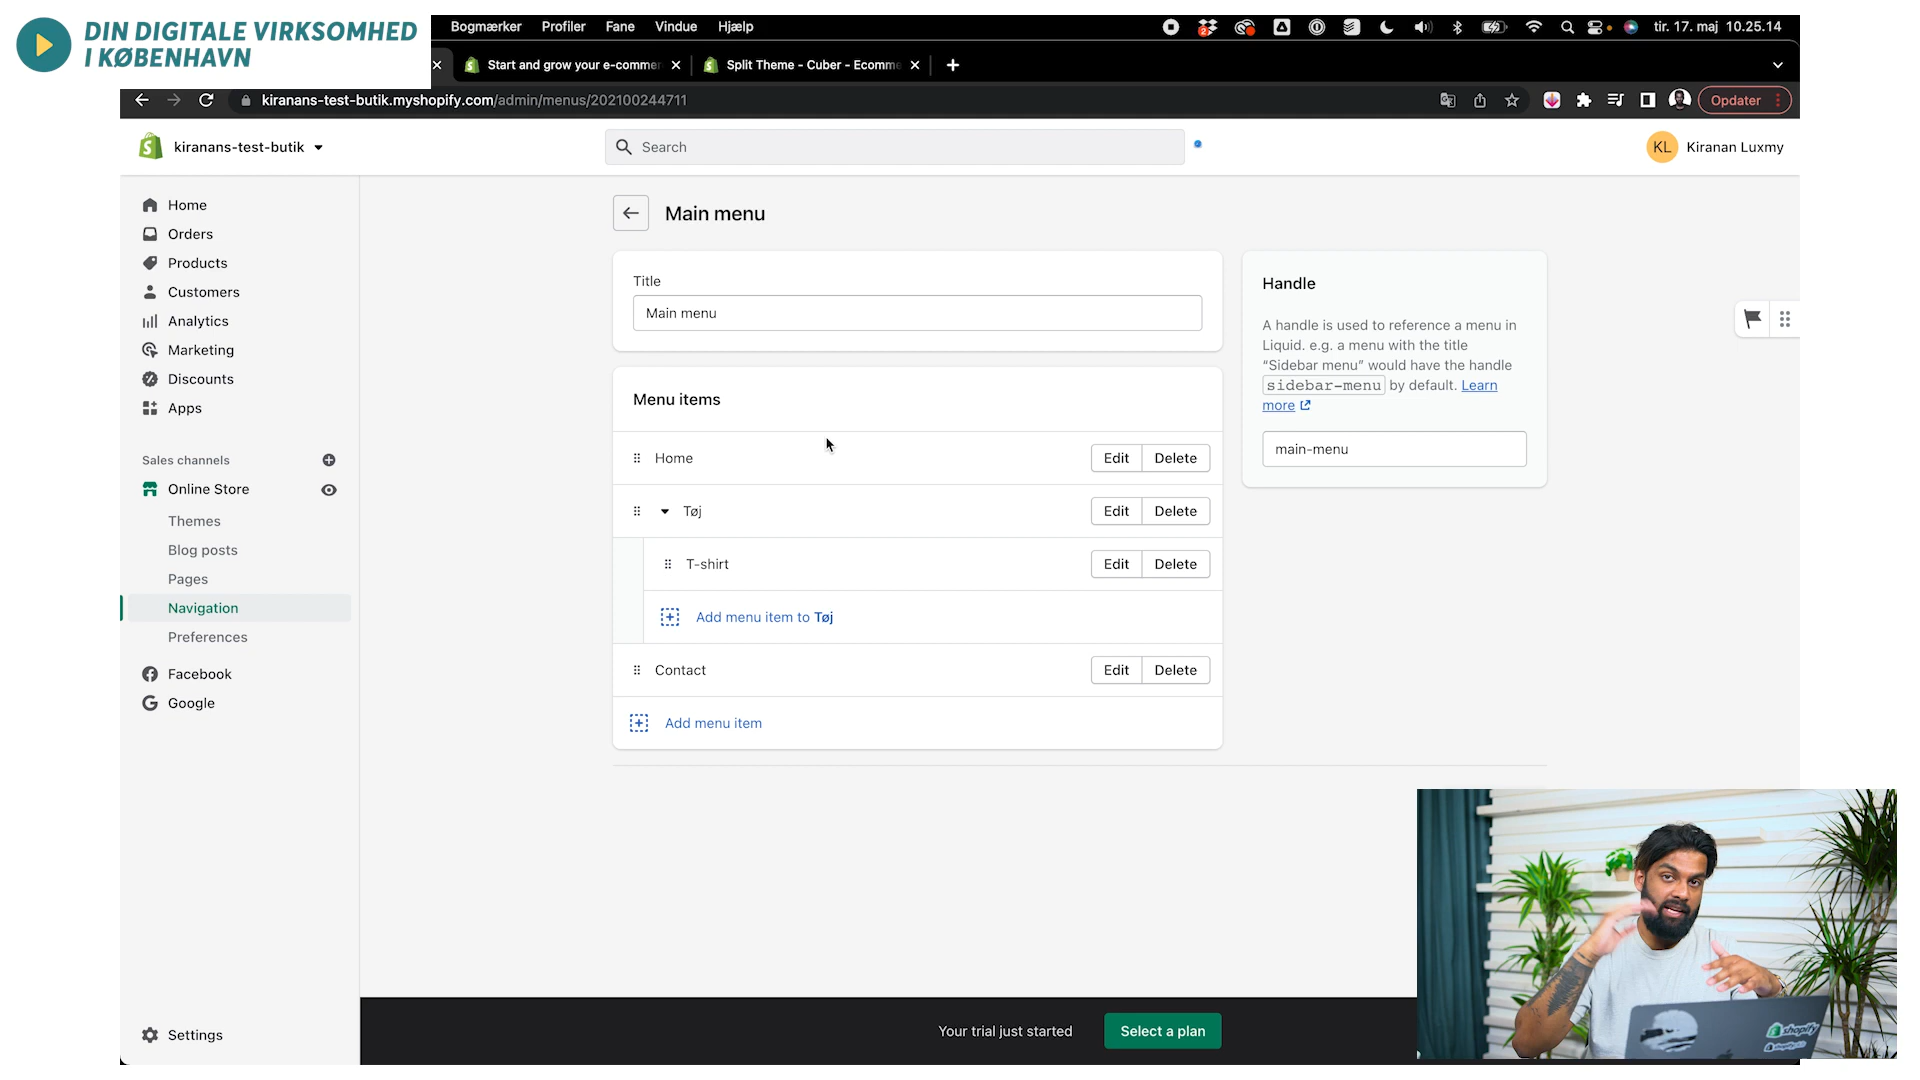 DIN DIGITALE VIRKSOMHED
I KØBENHAVN
Bogmærker Profiler Fane Vindue Hjælp
2
tir. 17. maj 10.25.14
Start and grow your e-commer
Split Theme - Cuber - Ecomme
kiranans-test-butik.myshopify.com/admin/menus/202100244711
Opdater
kiranans-test-butik
Search
KL Kiranan Luxmy
Home
Orders
Products
Customers
Analytics
Marketing
Discounts
Apps
Sales channels
Online Store
Themes
Blog posts
Pages
Navigation
Preferences
Facebook
Google
Settings
Main menu
Title
Main menu
Menu items
Home Edit Delete
Tøj Edit Delete
T-shirt Edit Delete
Add menu item to Tøj
Contact Edit Delete
Add menu item
Handle
A handle is used to reference a menu in
Liquid. e.g. a menu with the title
“Sidebar menu” would have the handle
sidebar-menu by default. Learn
more
main-menu
Your trial just started
Select a plan
shopify